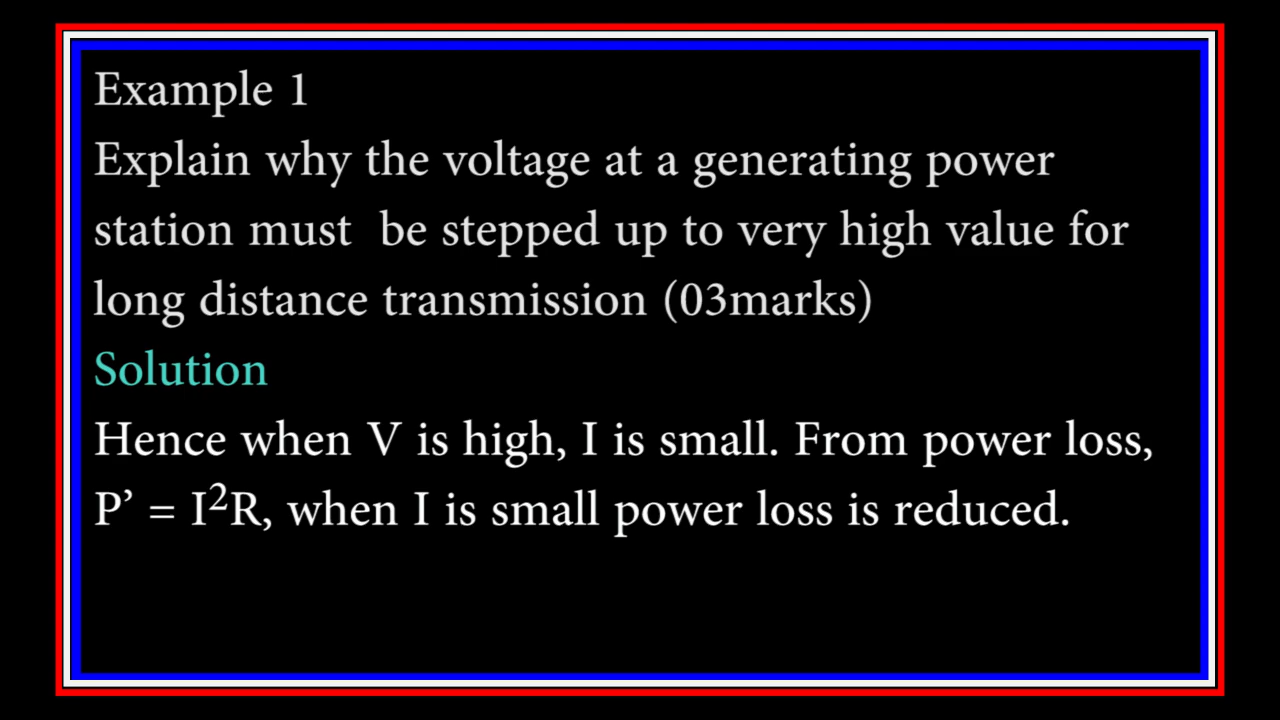 Example 1
Explain why the voltage at a generating power
station must  be stepped up to very high value for
long distance transmission (03marks)
Solution
Hence when V is high, I is small. From power loss,
P’ = I²R, when I is small power loss is reduced.